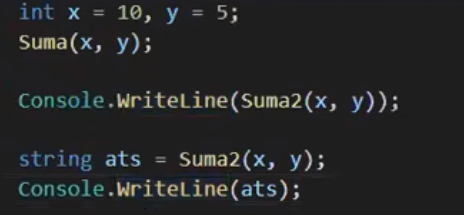 int x = 10, y = 5;
Suma(x, y);
Console.WriteLine(Suma2(x, y));
string ats = Suma2(x, y);
Console.WriteLine(ats);